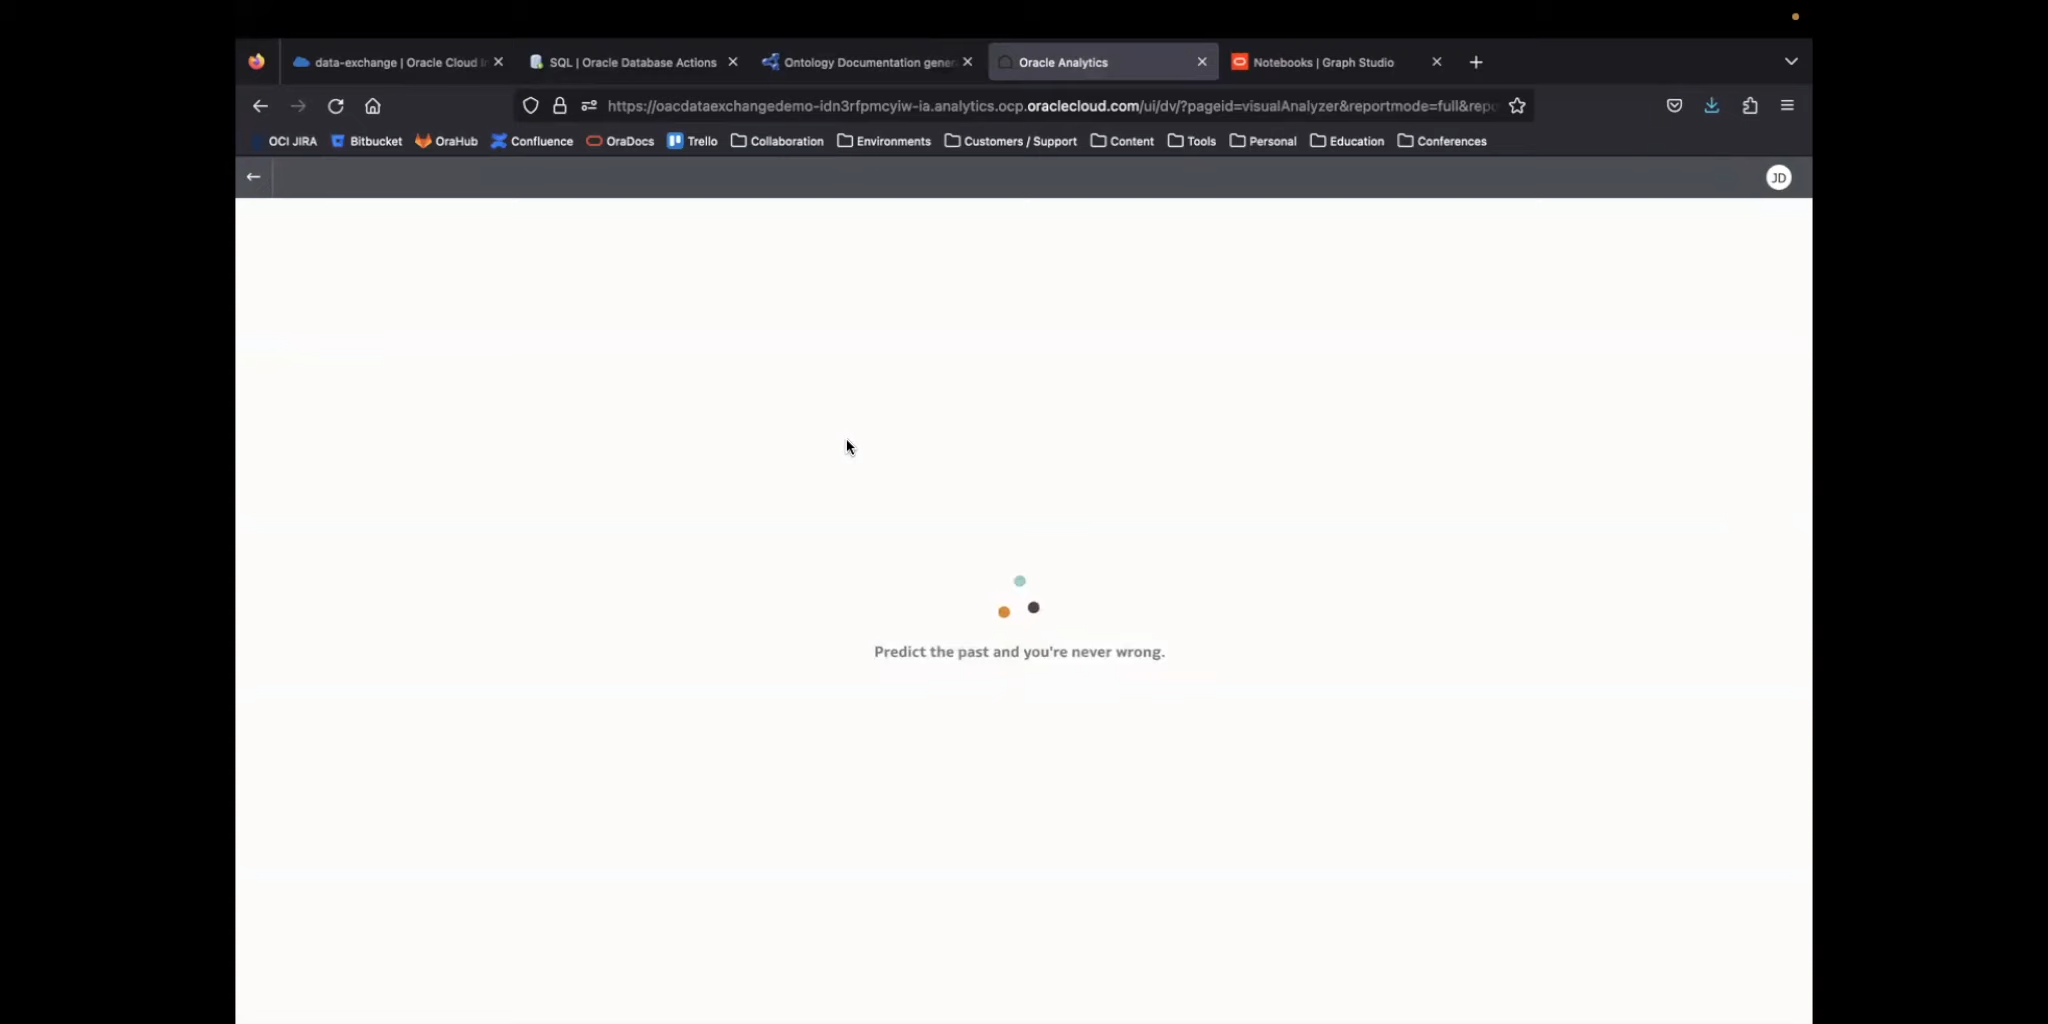 data-exchange | Oracle Cloud
SQL | Oracle Database Actions
Ontology Documentation gene
Oracle Analytics
Notebooks | Graph Studio
https://oacdataexchangedemo-idn3rfpmcyiw-ia.analytics.ocp.oraclecloud.com/ui/dv/?pageid=visualAnalyzer&reportmode=full&repo
OCI JIRA
Bitbucket
OraHub
Confluence
OraDocs
Trello
Collaboration
Environments
Customers / Support
Content
Tools
Personal
Education
Conferences
JD
Predict the past and you're never wrong.